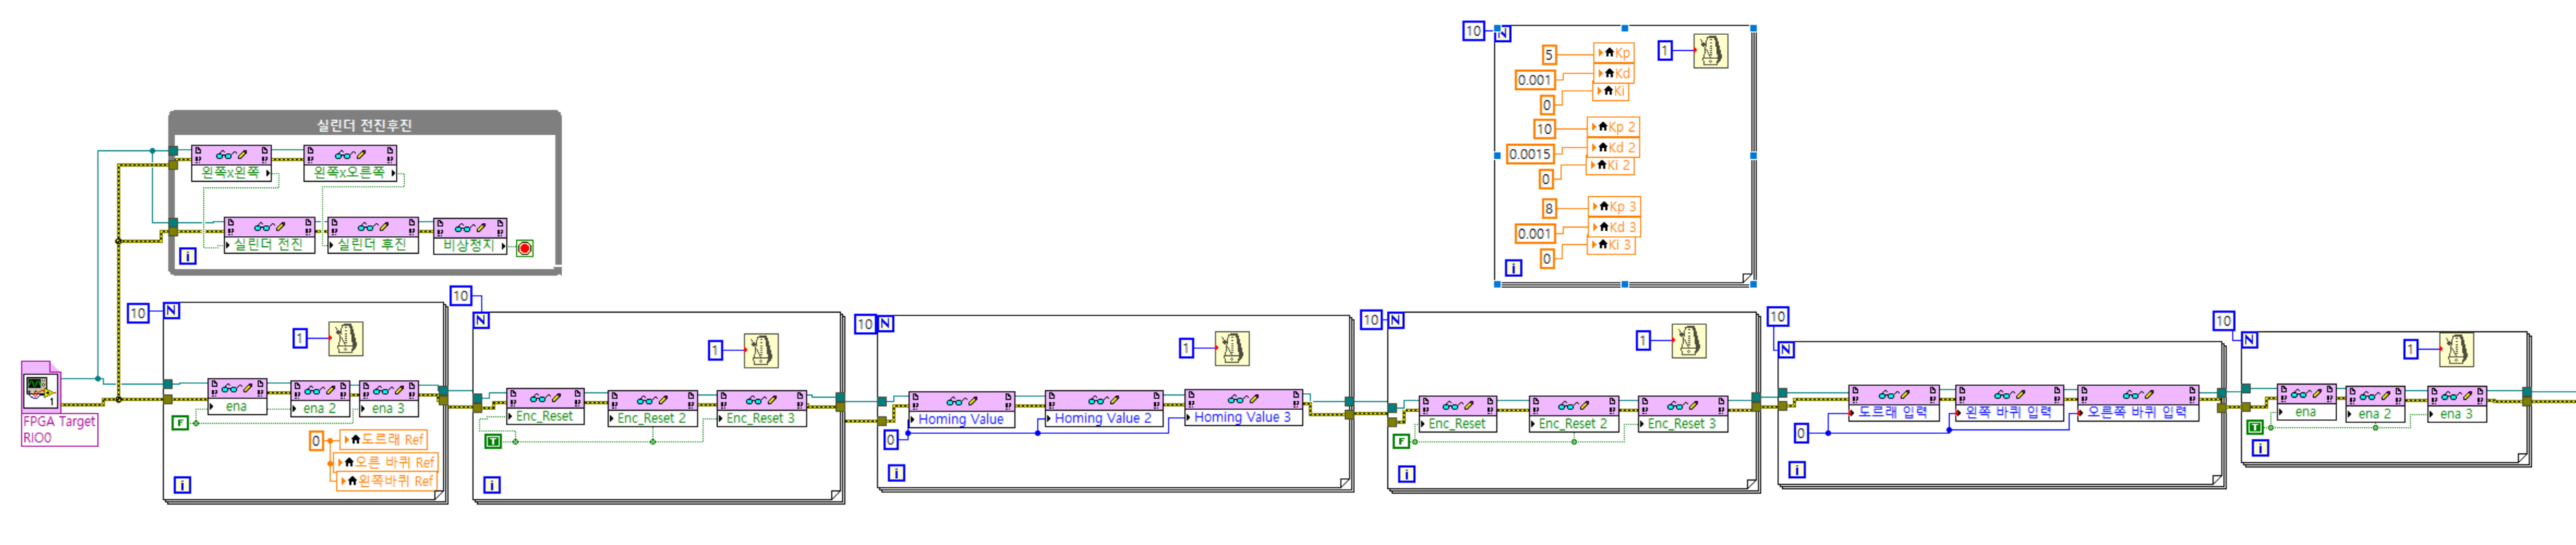 10
N
5
Kp
1
0.001
Kd
Ki
0
10
Kp 2
0.0015
Kd 2
Ki 2
0
8
Kp 3
0.001
Kd 3
Ki 3
0
i
실린더 전진후진
왼쪽x왼쪽
왼쪽x오른쪽
실린더 전진
실린더 후진
비상정지
i
FPGA Target
RIO0
10
N
1
ena
ena 2
ena 3
F
0
도르래 Ref
오른 바퀴 Ref
왼쪽바퀴 Ref
i
10
N
1
Enc_Reset
Enc_Reset 2
Enc_Reset 3
T
i
10
N
1
Homing Value
Homing Value 2
Homing Value 3
0
i
10
N
1
Enc_Reset
Enc_Reset 2
Enc_Reset 3
F
i
10
N
도르래 입력
왼쪽 바퀴 입력
오른쪽 바퀴 입력
0
i
10
N
1
ena
ena 2
ena 3
T
i